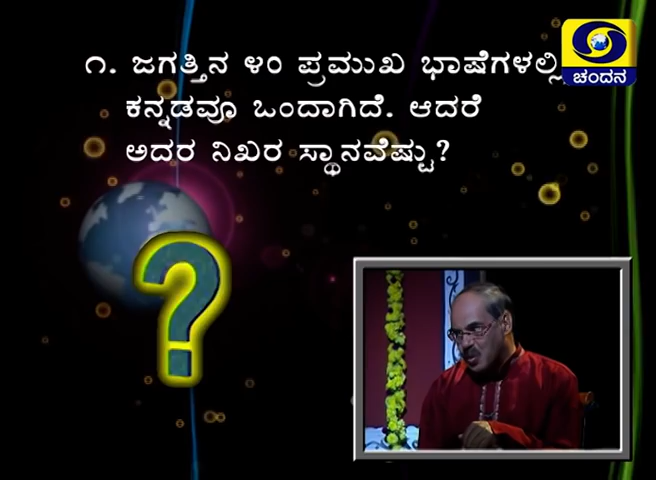 ೧. ಜಗತ್ತಿನ ೪೦ ಪ್ರಮುಖ ಭಾಷೆಗಳಲ್ಲಿ
ಕನ್ನಡವೂ ಒಂದಾಗಿದೆ. ಆದರೆ
ಅದರ ನಿಖರ ಸ್ಥಾನವೆಷ್ಟು?
ಚಂದನ